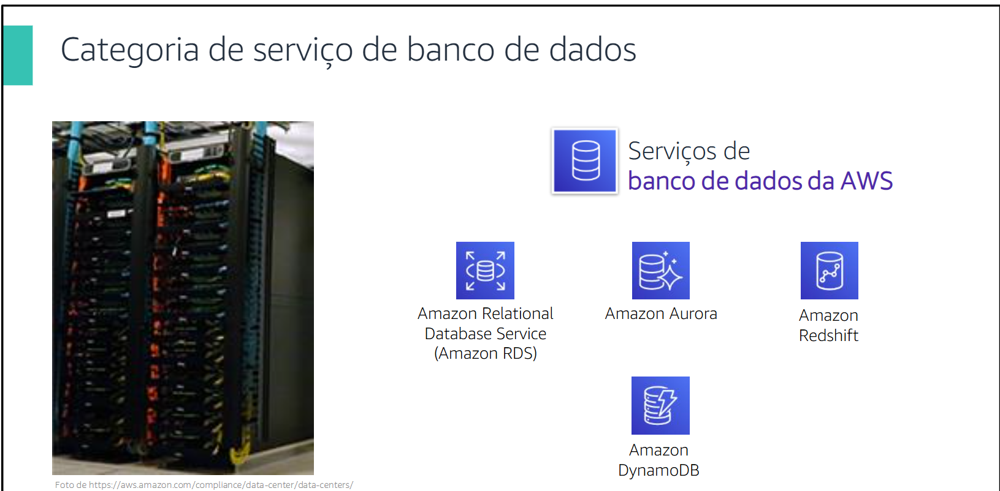 Categoria de serviço de banco de dados
Serviços de
banco de dados da AWS
Amazon Relational
Database Service
(Amazon RDS)
Amazon Aurora
Amazon
Redshift
Amazon
DynamoDB
Foto de https://aws.amazon.com/compliance/data-center/data-centers/